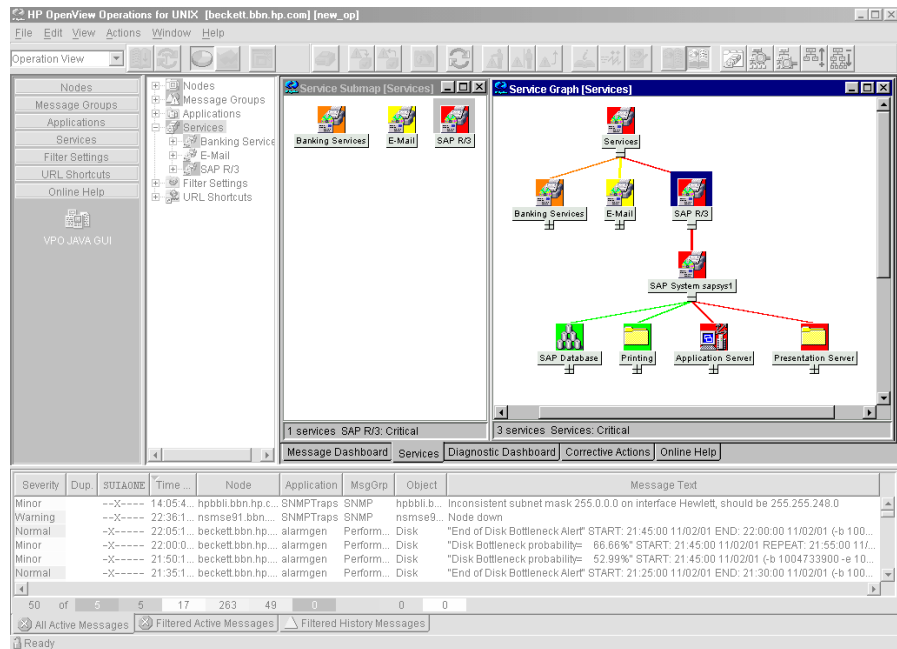 HP OpenView Operations for UNIX [beckett.bbn.hp.com] [new_op]
File Edit View Actions Window Help
Operation View
Nodes
Message Groups
Applications
Services
Filter Settings
URL Shortcuts
Online Help
VPO JAVA GUI
Nodes
Message Groups
Applications
Services
Banking Service
E-Mail
SAP R/3
Filter Settings
URL Shortcuts
Service Submap [Services]
Banking Services E-Mail SAP R/3
1 services SAP R/3: Critical
Service Graph [Services]
Services
Banking Services E-Mail SAP R/3
SAP System sapsys1
SAP Database Printing Application Server Presentation Server
3 services Services: Critical
Message Dashboard Services Diagnostic Dashboard Corrective Actions Online Help
Severity Dup. SUIAONE Time ... Node Application MsgGrp Object Message Text
Minor --X---- 14:05:4... hpbbli.bbn.hp.c... SNMPTraps SNMP hpbbli.b... Inconsistent subnet mask 255.0.0.0 on interface Hewlett, should be 255.255.248.0
Warning --X---- 22:36:1... nsmse91.bbn.... SNMPTraps SNMP nsmse9... Node down
Normal -X----- 22:05:1... beckett.bbn.hp.... alarmgen Perform... Disk "End of Disk Bottleneck Alert" START: 21:45:00 11/02/01 END: 22:00:00 11/02/01 (-b 100...
Minor -X----- 22:00:0... beckett.bbn.hp.... alarmgen Perform... Disk "Disk Bottleneck probability= 66.66%" START: 21:45:00 11/02/01 REPEAT: 21:55:00 11/...
Minor -X----- 21:50:1... beckett.bbn.hp.... alarmgen Perform... Disk "Disk Bottleneck probability= 52.99%" START: 21:45:00 11/02/01 (-b 1004733900 -e 10...
Normal -X----- 21:35:1... beckett.bbn.hp.... alarmgen Perform... Disk "End of Disk Bottleneck Alert" START: 21:25:00 11/02/01 END: 21:30:00 11/02/01 (-b 100...
50 of 5 5 17 263 49 0 0 0
All Active Messages Filtered Active Messages Filtered History Messages
Ready